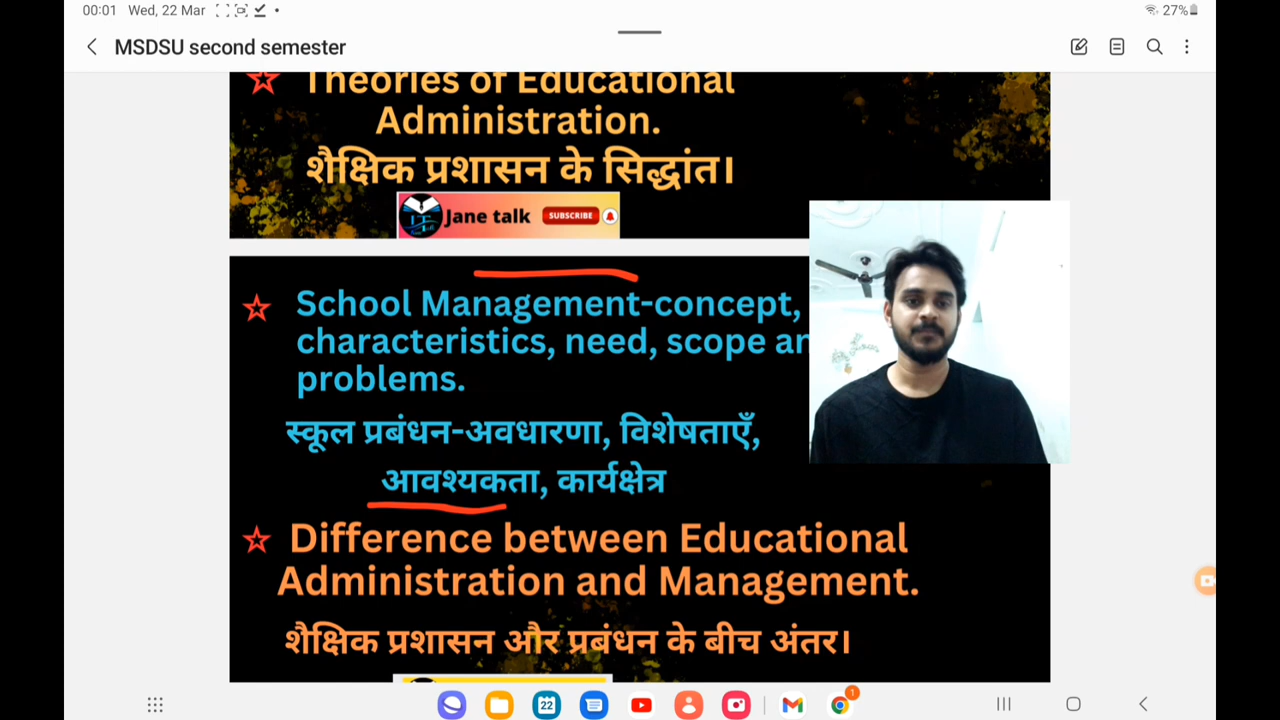 00:01 Wed, 22 Mar
27%
MSDSU second semester
Theories of Educational
Administration.
शैक्षिक प्रशासन के सिद्धांत।
Jane talk SUBSCRIBE
School Management-concept,
characteristics, need, scope
problems.
स्कूल प्रबंधन-अवधारणा, विशेषताएँ,
आवश्यकता, कार्यक्षेत्र
Difference between Educational
Administration and Management.
शैक्षिक प्रशासन और प्रबंधन के बीच अंतर।
22
1